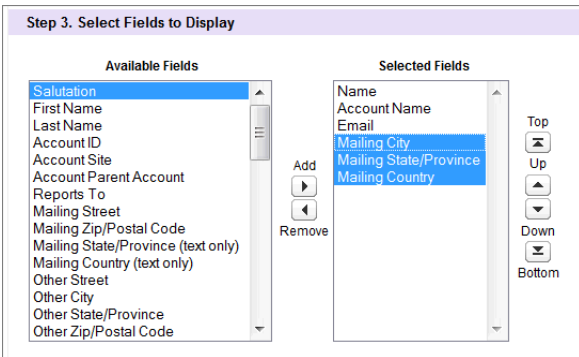 Step 3. Select Fields to Display
Available Fields
Salutation
First Name
Last Name
Account ID
Account Site
Account Parent Account
Reports To
Mailing Street
Mailing Zip/Postal Code
Mailing State/Province (text only)
Mailing Country (text only)
Other Street
Other City
Other State/Province
Other Zip/Postal Code
Add
Remove
Selected Fields
Name
Account Name
Email
Mailing City
Mailing State/Province
Mailing Country
Top
Up
Down
Bottom